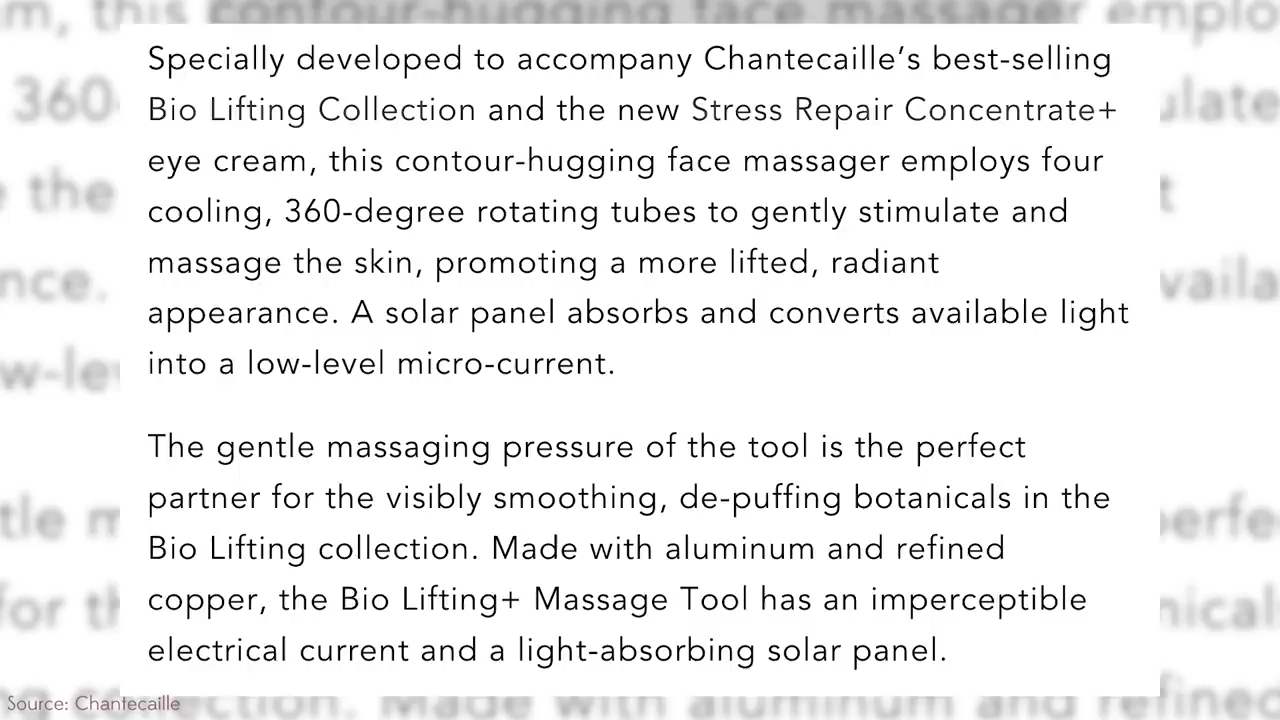 Specially developed to accompany Chantecaille’s best-selling
Bio Lifting Collection and the new Stress Repair Concentrate+
eye cream, this contour-hugging face massager employs four
cooling, 360-degree rotating tubes to gently stimulate and
massage the skin, promoting a more lifted, radiant
appearance. A solar panel absorbs and converts available light
into a low-level micro-current.
The gentle massaging pressure of the tool is the perfect
partner for the visibly smoothing, de-puffing botanicals in the
Bio Lifting collection. Made with aluminum and refined
copper, the Bio Lifting+ Massage Tool has an imperceptible
electrical current and a light-absorbing solar panel.
Source: Chantecaille